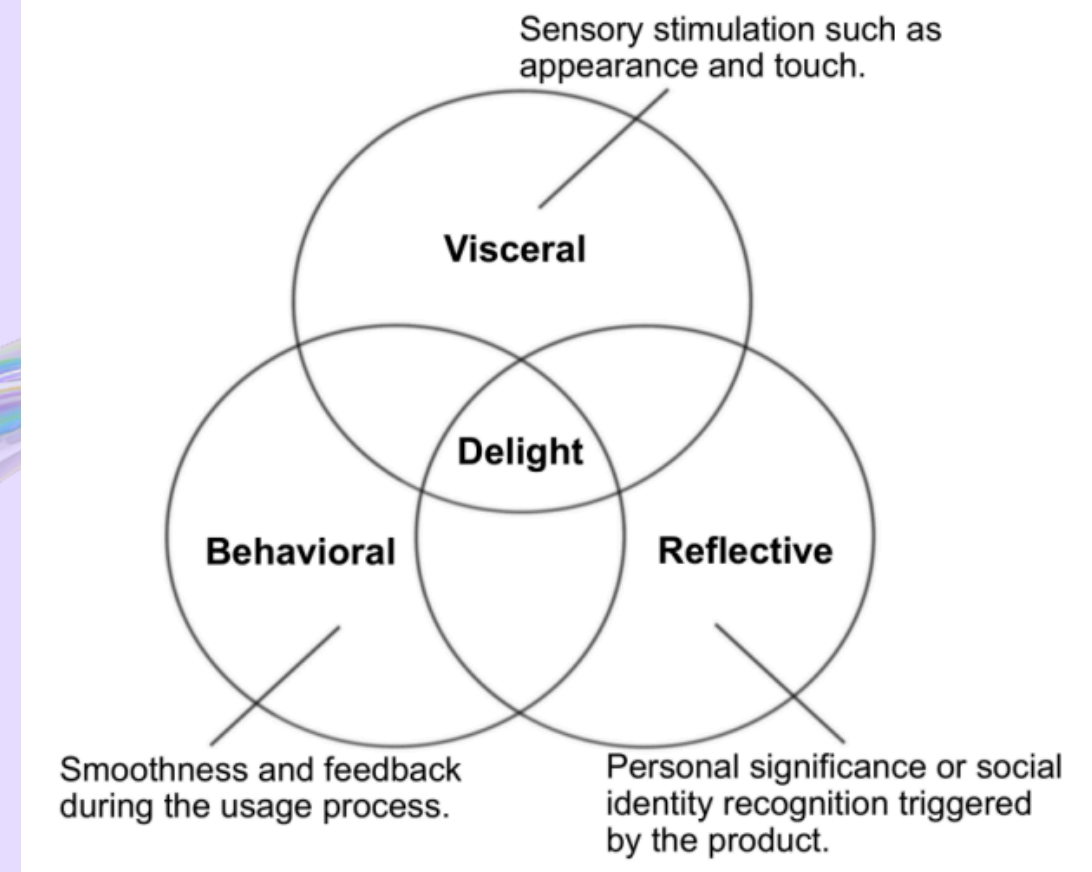 Sensory stimulation such as
appearance and touch.
Visceral
Delight
Behavioral
Reflective
Smoothness and feedback
during the usage process.
Personal significance or social
identity recognition triggered
by the product.